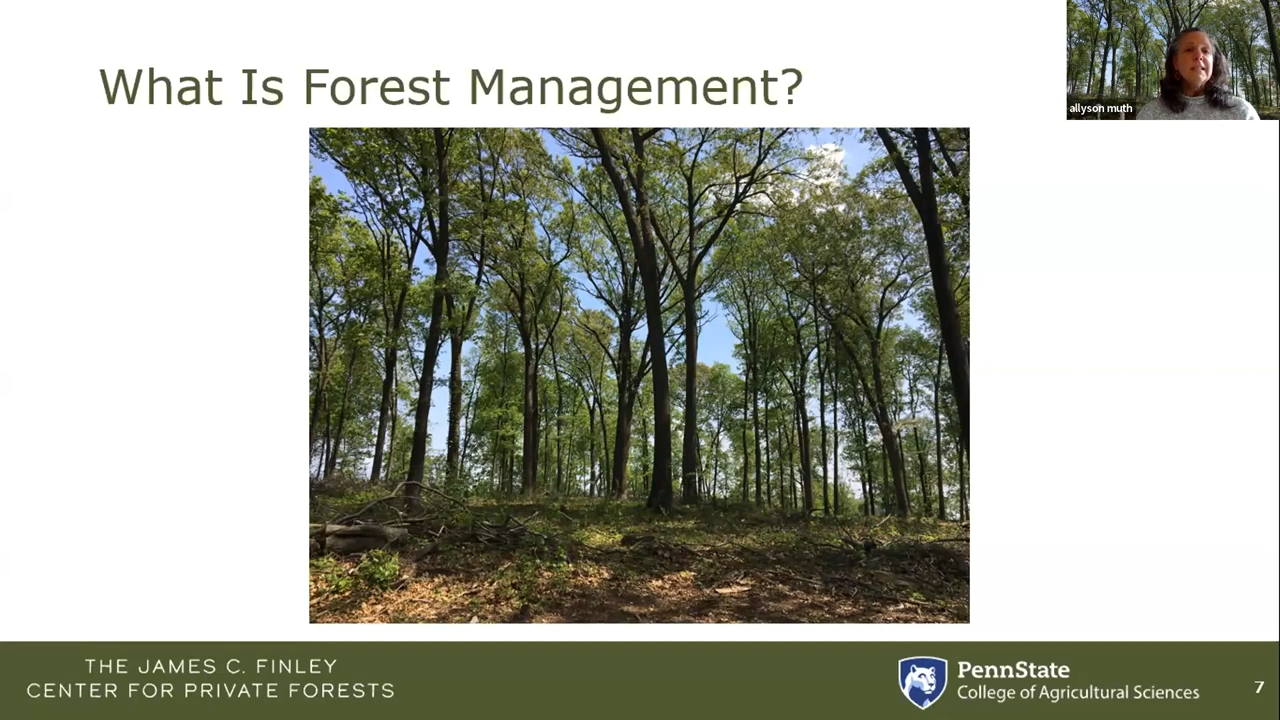 What Is Forest Management?
allyson muth
THE JAMES C. FINLEY
CENTER FOR PRIVATE FORESTS
PennState
College of Agricultural Sciences
7